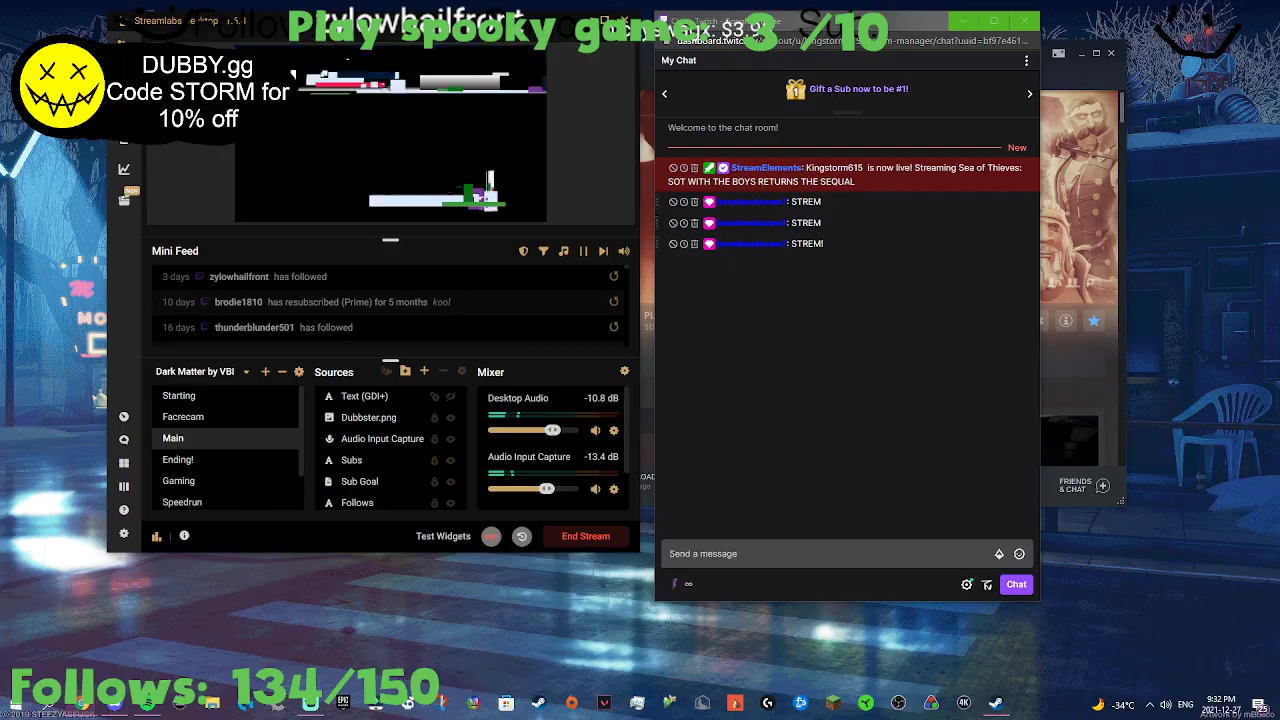 zylowhailfront
Play spooky game: 3 /10
DUBBY.gg
Code STORM for
10% off
My Chat
Gift a Sub now to be #1!
Welcome to the chat room!
New
StreamElements: Kingstorm615 is now live! Streaming Sea of Thieves:
SOT WITH THE BOYS RETURNS THE SEQUAL
: STREM
: STREM
: STREM!
New
Mini Feed
3 days zylowhailfront has followed
10 days brodie1810 has resubscribed (Prime) for 5 months kool
16 days thunderblunder501 has followed
Dark Matter by VBI
Sources
Mixer
Starting
Facrecam
Main
Ending!
Gaming
Speedrun
Text (GDI+)
Dubbster.png
Audio Input Capture
Subs
Sub Goal
Follows
Desktop Audio -10.8 dB
Audio Input Capture -13.4 dB
Test Widgets
End Stream
Send a message
Chat
FRIENDS
& CHAT
Follows: 134/150
-1°C
ENG
9:32 PM
2021-12-27